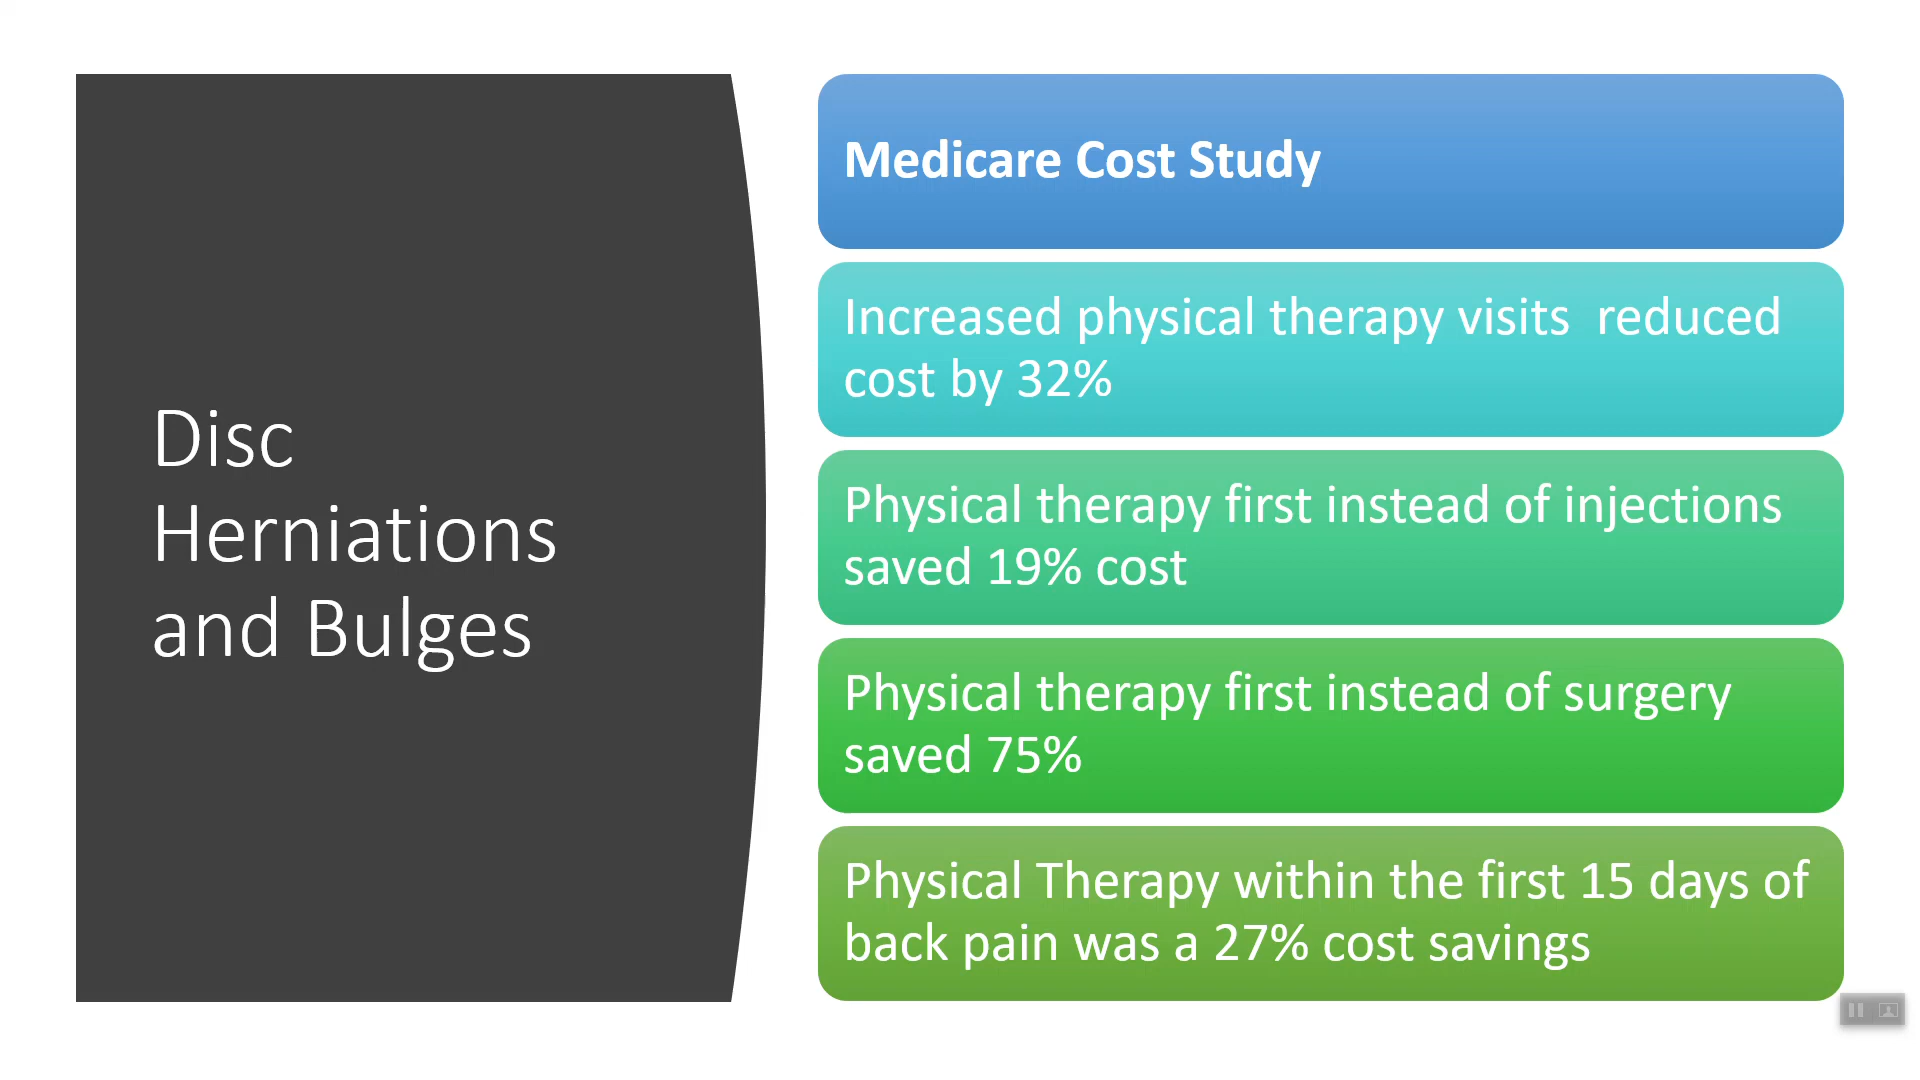 Disc
Herniations
and Bulges
Medicare Cost Study
Increased physical therapy visits  reduced
cost by 32%
Physical therapy first instead of injections
saved 19% cost
Physical therapy first instead of surgery
saved 75%
Physical Therapy within the first 15 days of
back pain was a 27% cost savings